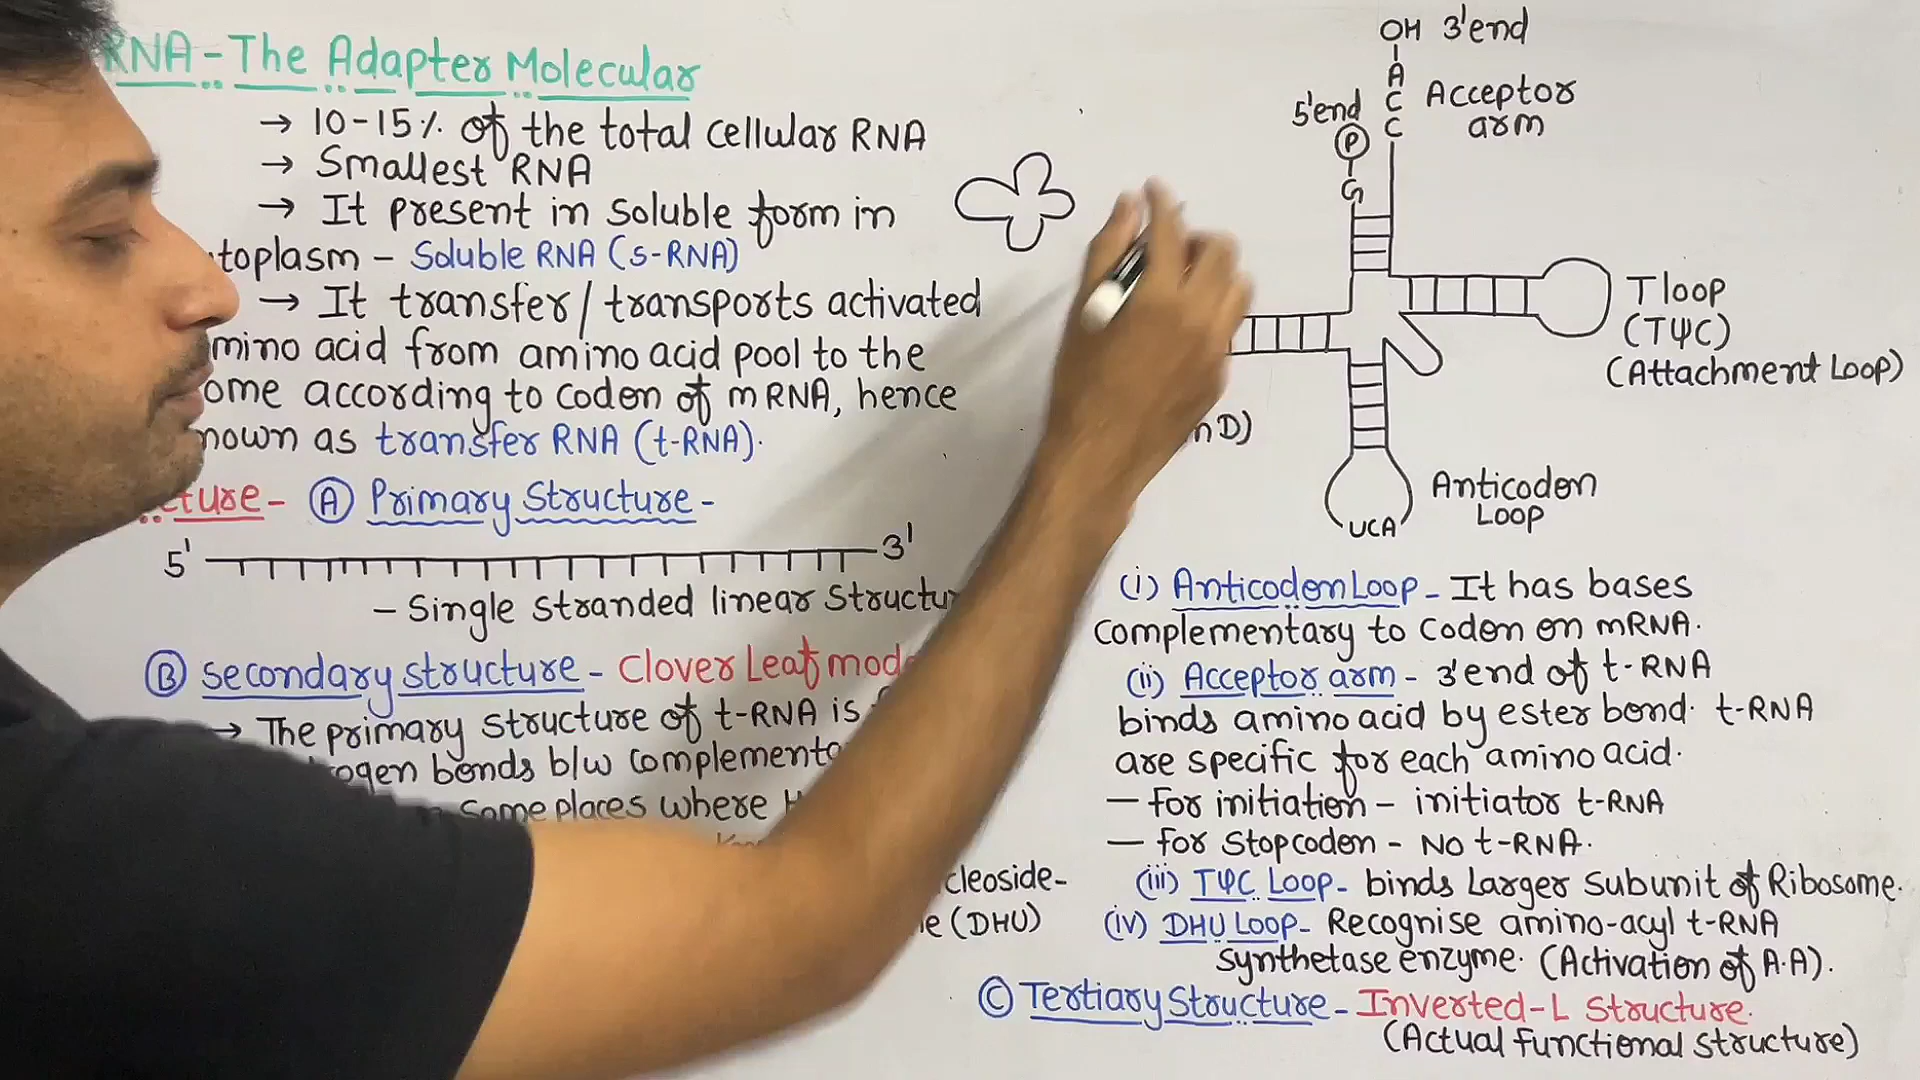 RNA - The Adapter Molecular
→ 10-15% of the total cellular RNA
→ Smallest RNA
→ It present in soluble form in
toplasm - Soluble RNA (s-RNA)
→ It transfer/transports activated
mino acid from amino acid pool to the
ome according to codon of mRNA, hence
nown as transfer RNA (t-RNA).
cture - (A) Primary Structure -
5' 3'
- Single stranded linear Structu
(B) Secondary structure - Clover Leaf mod
→ The primary structure of t-RNA is
ogen bonds b/w complementa
Some places where
cleoside-
e (DHU)
OH 3'end
A
C
C
Acceptor
arm
5'end
P
G
T loop
(TΨC)
(Attachment Loop)
D)
Anticodon
Loop
UCA
(i) Anticodon Loop - It has bases
complementary to codon on mRNA.
(ii) Acceptor arm - 3'end of t-RNA
binds amino acid by ester bond. t-RNA
are specific for each amino acid.
— for initiation - initiator t-RNA
— for Stop codon - No t-RNA.
(iii) TΨC Loop - binds Larger Subunit of Ribosome.
(iv) DHU Loop - Recognise amino-acyl t-RNA
synthetase enzyme. (Activation of A.A).
(C) Tertiary Structure - Inverted-L Structure.
(Actual functional structure)